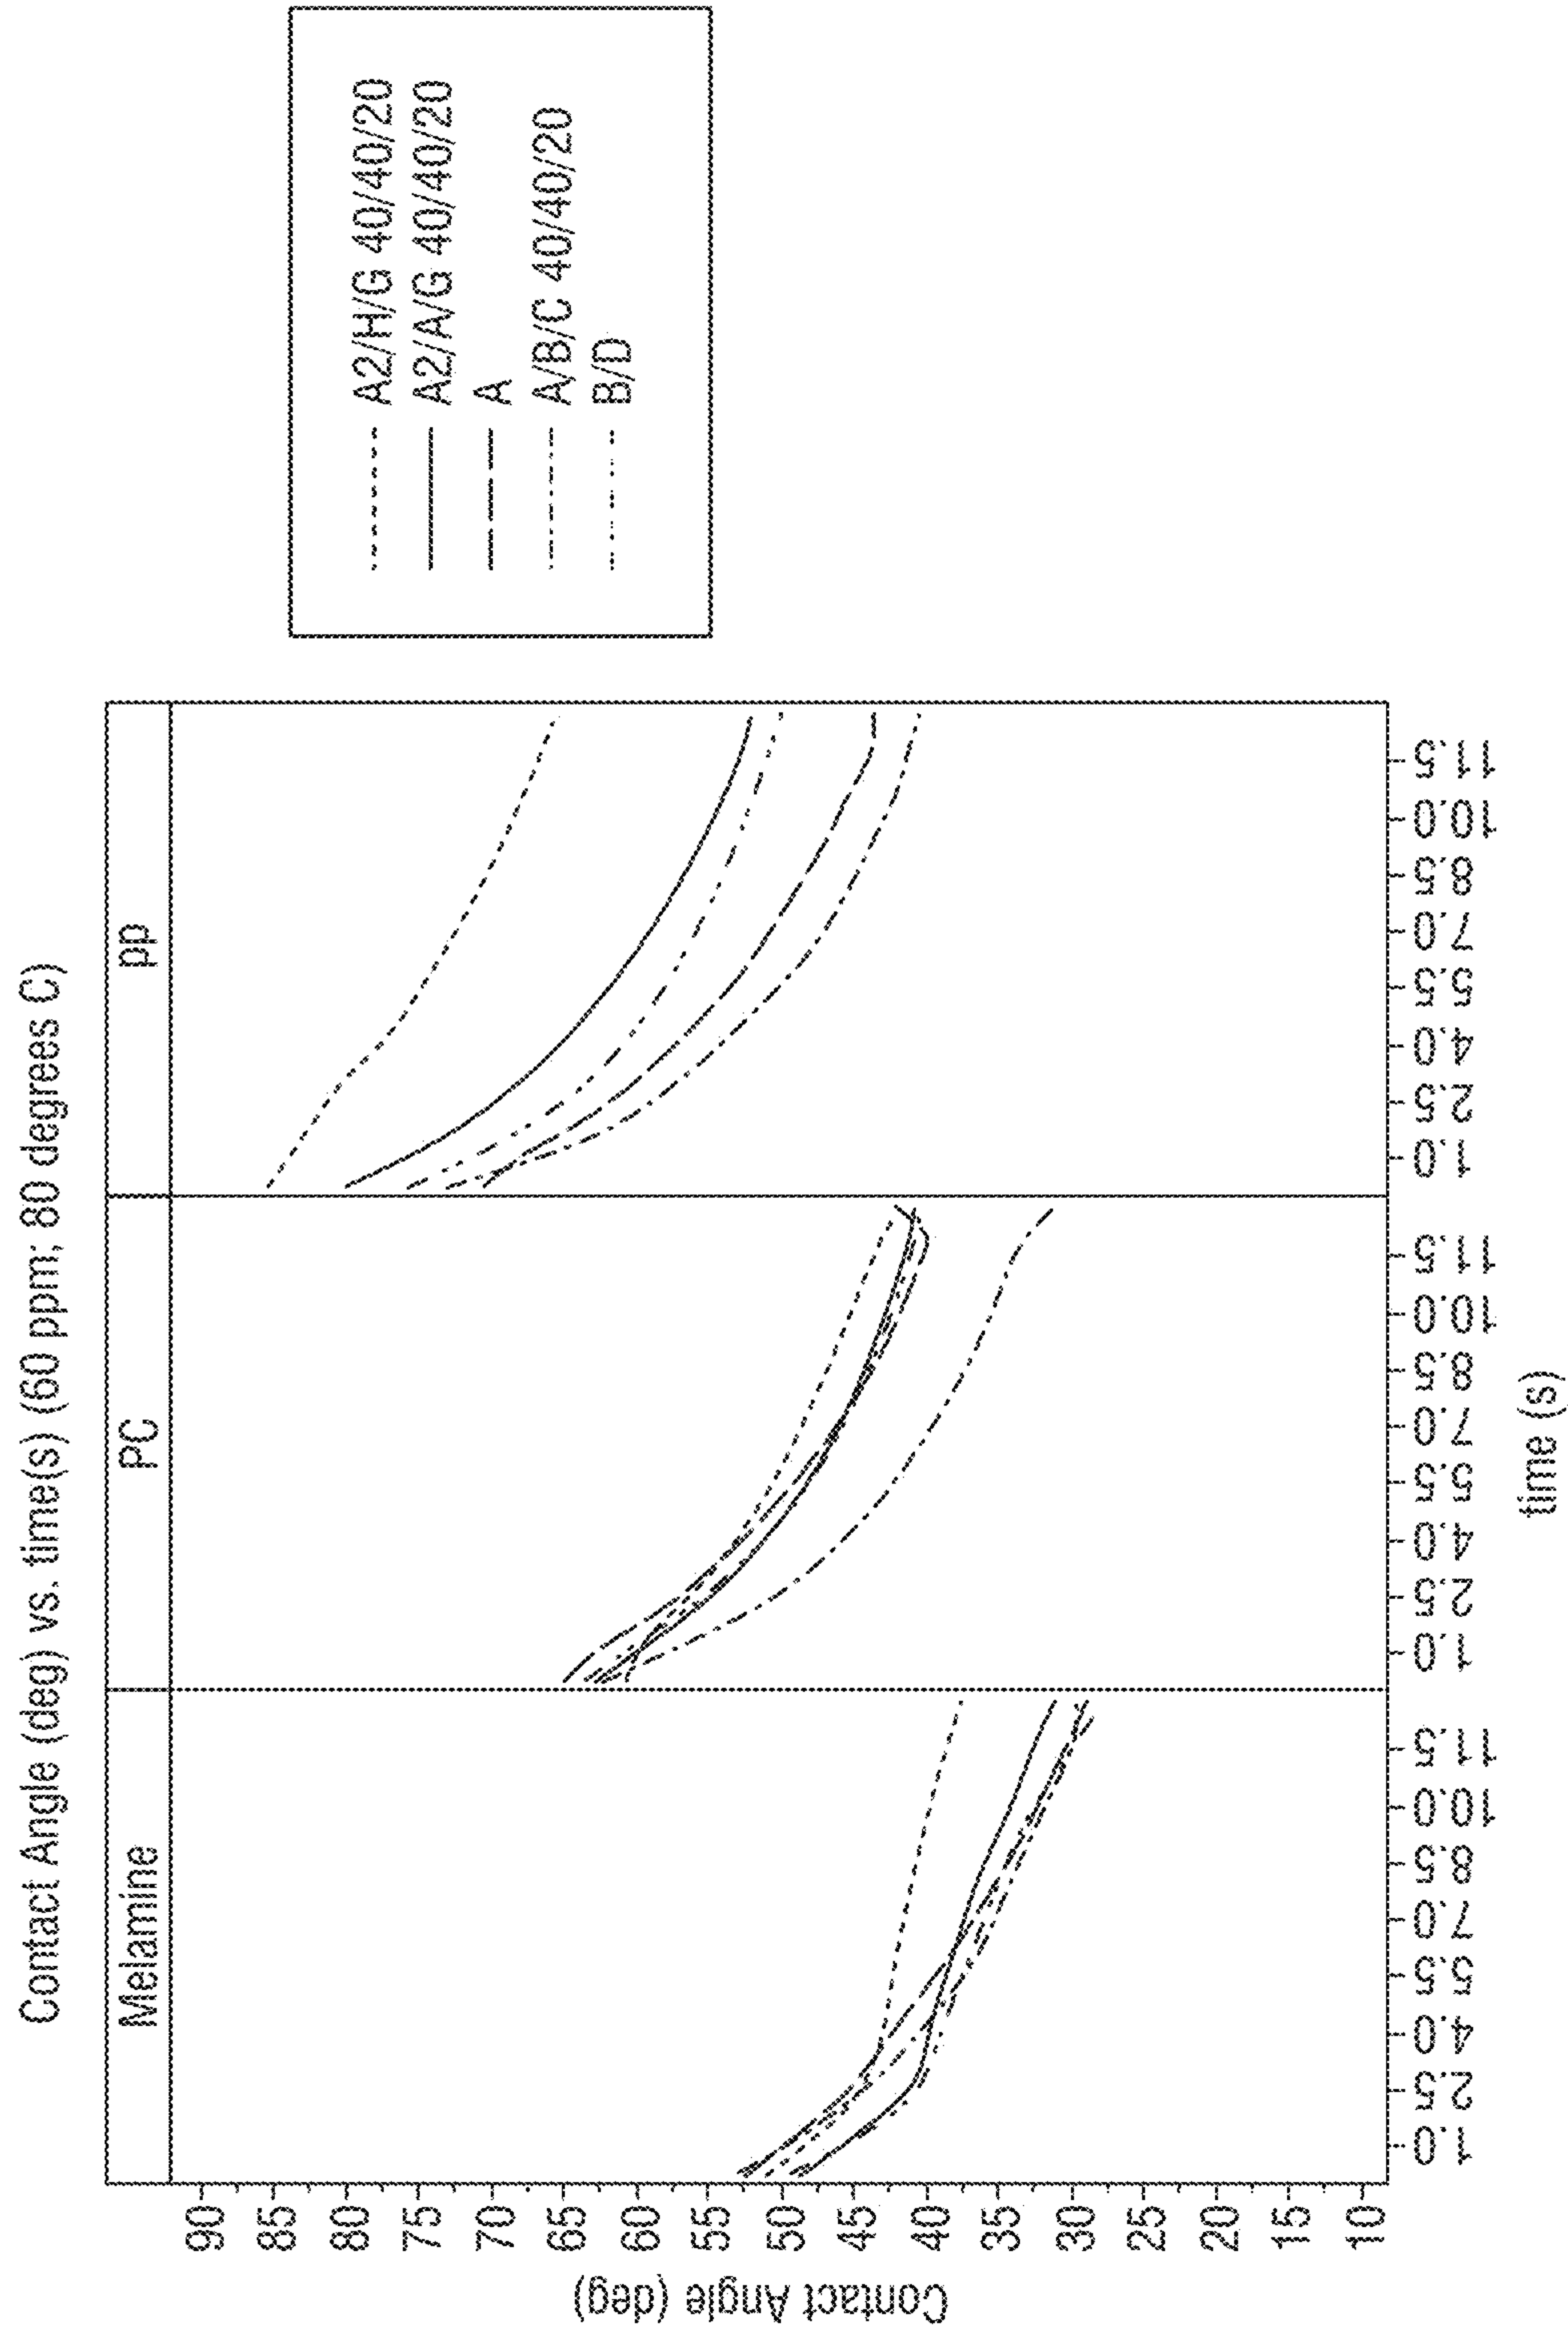 Contact Angle (deg) vs. time(s) (60 ppm; 80 degrees C)
Melamine
PC
pp
Contact Angle (deg)
90
85
80
75
70
65
60
55
50
45
40
35
30
25
20
15
10
1.0 2.5 4.0 5.5 7.0 8.5 10.0 11.5
1.0 2.5 4.0 5.5 7.0 8.5 10.0 11.5
1.0 2.5 4.0 5.5 7.0 8.5 10.0 11.5
time (s)
A2/H/G 40/40/20
A2/A/G 40/40/20
A
A/B/C 40/40/20
B/D